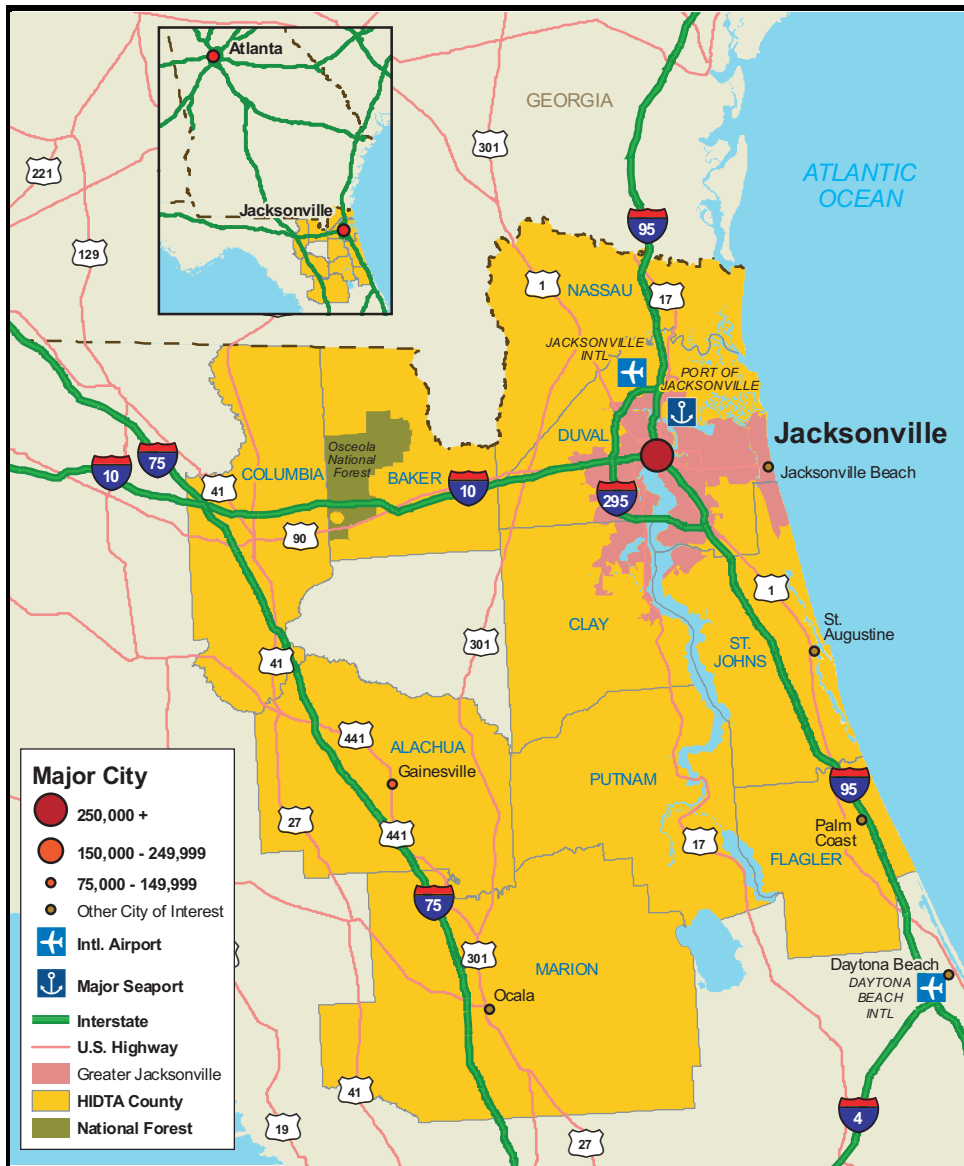 Atlanta
Jacksonville
GEORGIA
ATLANTIC
OCEAN
301
221
129
95
1
17
NASSAU
JACKSONVILLE
INTL
PORT OF
JACKSONVILLE
DUVAL
Jacksonville
Jacksonville Beach
Osceola
National
Forest
COLUMBIA
BAKER
75
10
41
10
295
90
1
CLAY
ST.
JOHNS
St.
Augustine
301
41
441
ALACHUA
Gainesville
PUTNAM
27
441
17
95
Palm
Coast
FLAGLER
75
301
MARION
Ocala
Daytona Beach
DAYTONA
BEACH
INTL
41
19
27
4
Major City
250,000 +
150,000 - 249,999
75,000 - 149,999
Other City of Interest
Intl. Airport
Major Seaport
Interstate
U.S. Highway
Greater Jacksonville
HIDTA County
National Forest